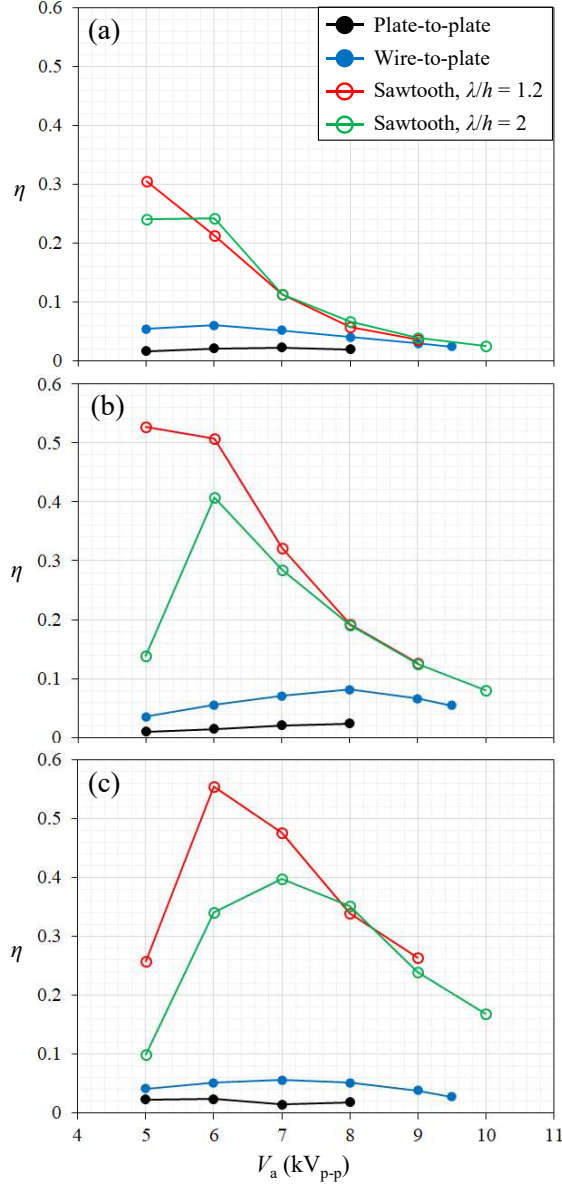 0.6
(a)
Plate-to-plate
Wire-to-plate
Sawtooth, λ/h = 1.2
Sawtooth, λ/h = 2
0.5
0.4
0.3
η
0.2
0.1
0
0.6
(b)
0.5
0.4
0.3
η
0.2
0.1
0
0.6
(c)
0.5
0.4
0.3
η
0.2
0.1
0
4 5 6 7 8 9 10 11
Va (kVp-p)